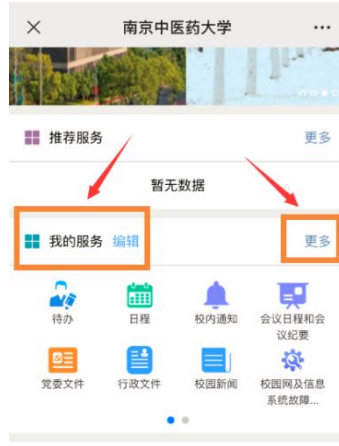 南京中医药大学
推荐服务 更多
暂无数据
我的服务 编辑 更多
待办 日程 校内通知 会议日程和会
议纪要
党委文件 行政文件 校园新闻 校园网及信息
系统故障...